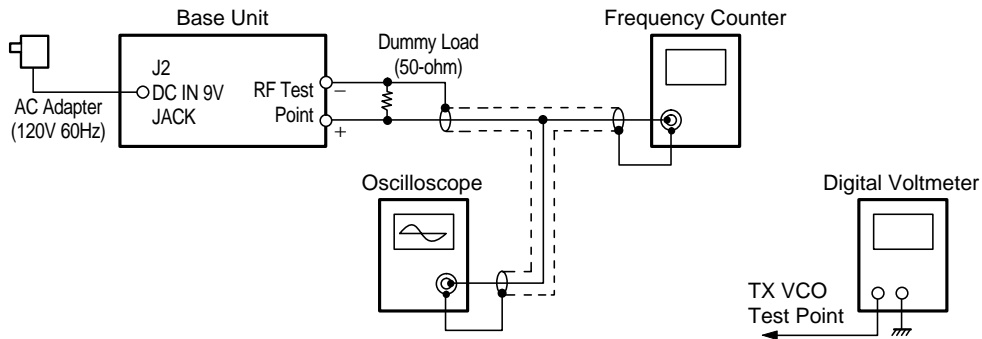 Base Unit
Frequency Counter
Dummy Load
(50-ohm)
J2
DC IN 9V
JACK
RF Test
Point
–
+
AC Adapter
(120V 60Hz)
Oscilloscope
Digital Voltmeter
TX VCO
Test Point